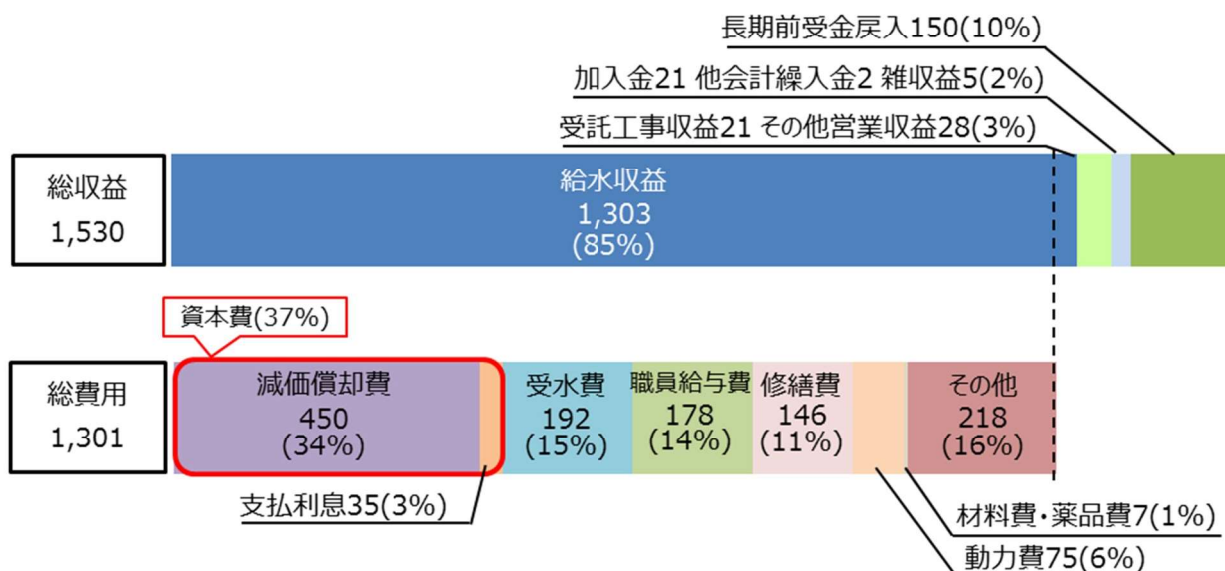 長期前受金戻入150(10%)
加入金21 他会計繰入金2 雑収益5(2%)
受託工事収益21 その他営業収益28(3%)
総収益
1,530
給水収益
1,303
(85%)
資本費(37%)
総費用
1,301
減価償却費
450
(34%)
受水費
192
(15%)
職員給与費
178
(14%)
修繕費
146
(11%)
その他
218
(16%)
支払利息35(3%)
材料費・薬品費7(1%)
動力費75(6%)